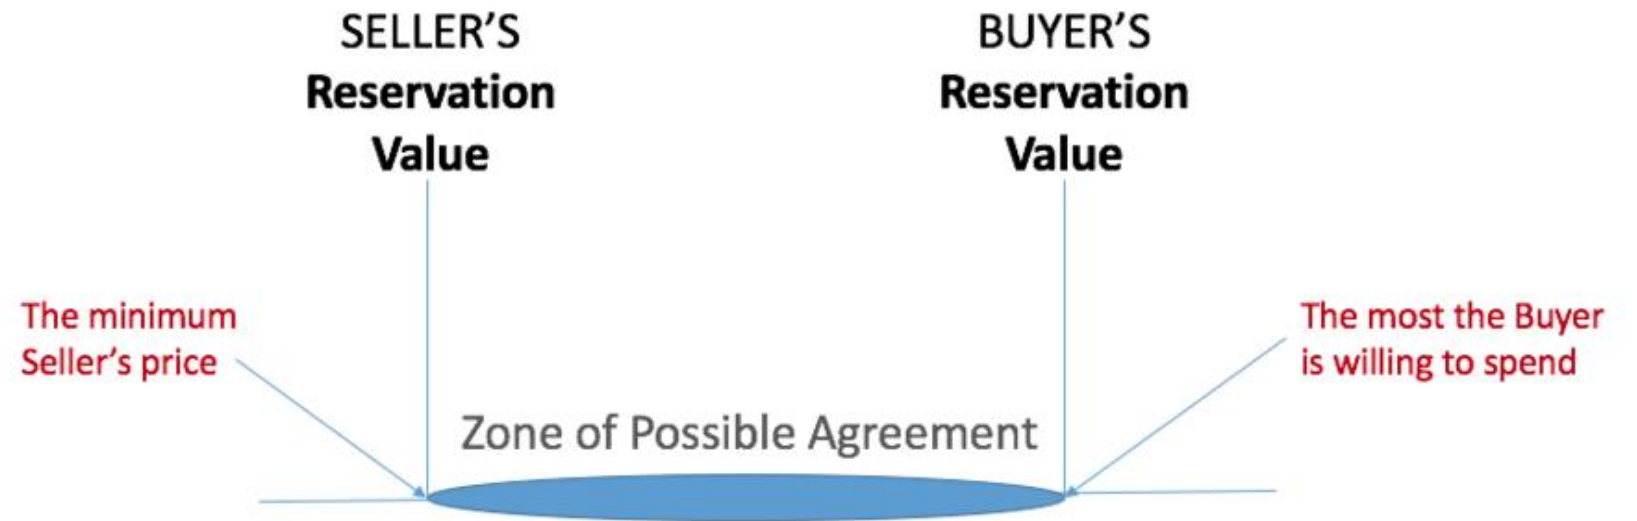 SELLER’S
Reservation
Value
BUYER’S
Reservation
Value
The minimum
Seller’s price
The most the Buyer
is willing to spend
Zone of Possible Agreement